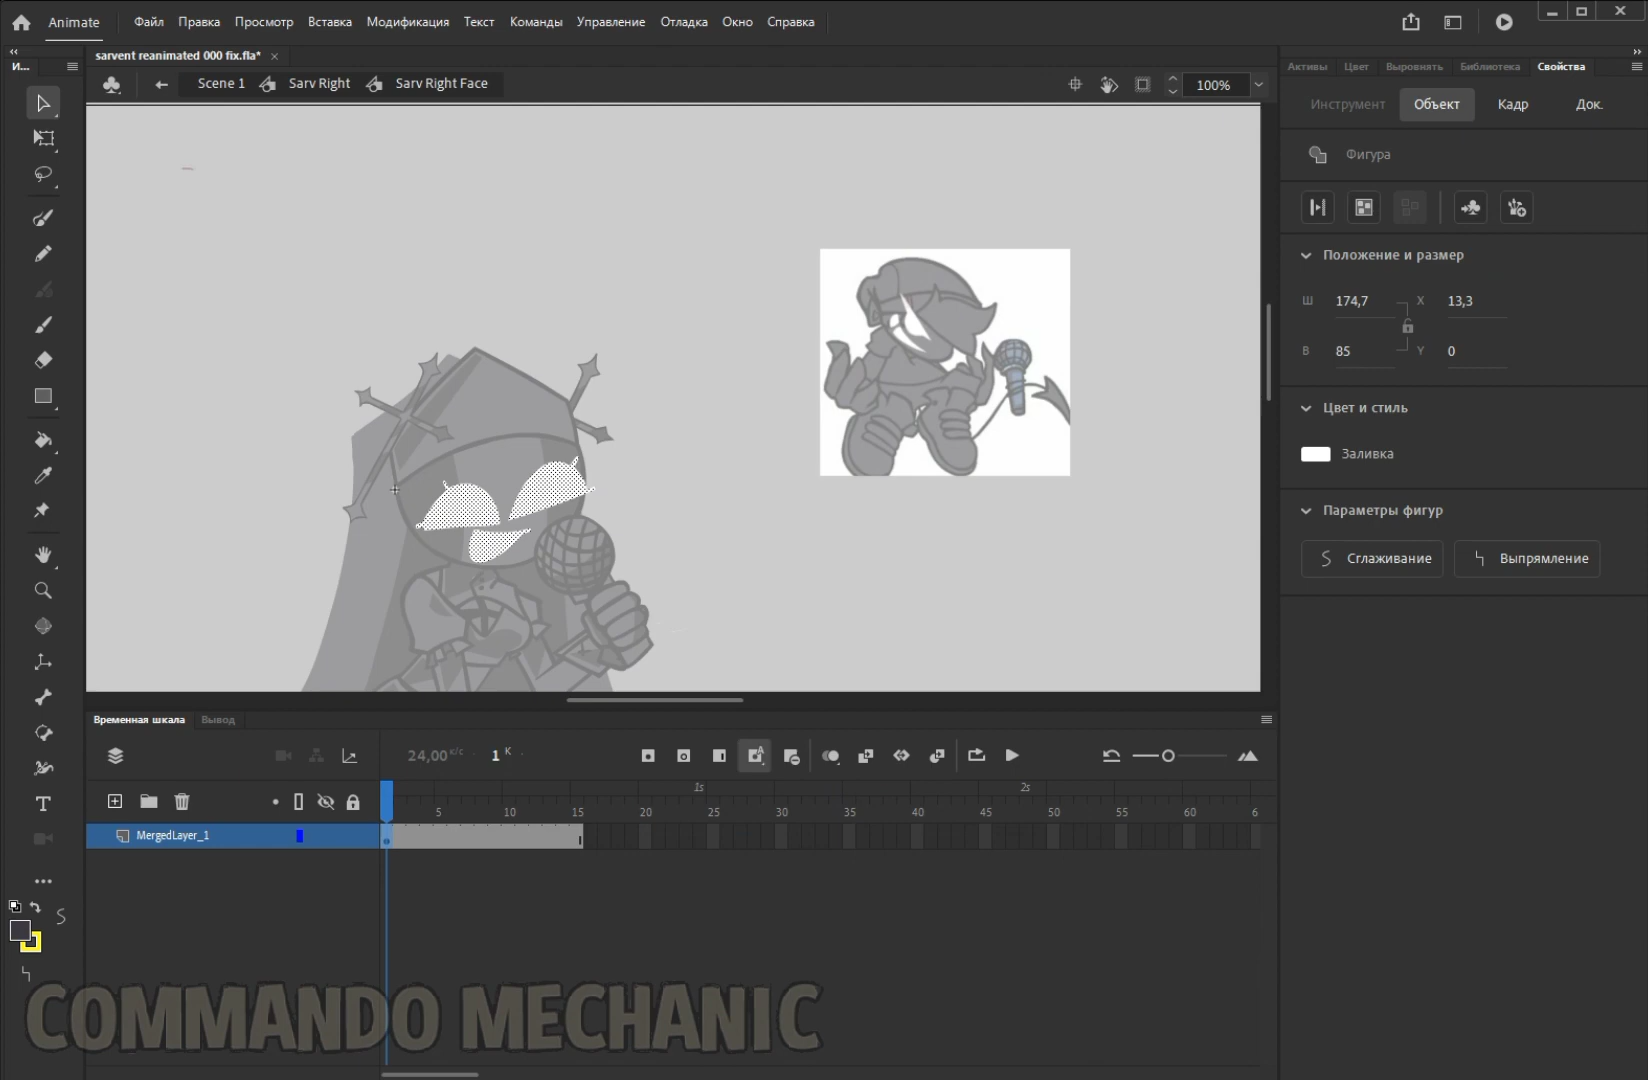 Animate
Файл Правка Просмотр Вставка Модификация Текст Команды Управление Отладка Окно Справка
sarvent reanimated 000 fix.fla*
И...
Scene 1 Sarv Right Sarv Right Face
100%
Активы Цвет Выровнять Библиотека Свойства
Инструмент Объект Кадр Док.
Фигура
Положение и размер
Ш 174,7 X 13,3
В 85 Y 0
Цвет и стиль
Заливка
Параметры фигур
Сглаживание Выпрямление
Временная шкала Вывод
24,00 к/с 1 К
1s 2s
5 10 15 20 25 30 35 40 45 50 55 60 6
MergedLayer_1
COMMANDO MECHANIC